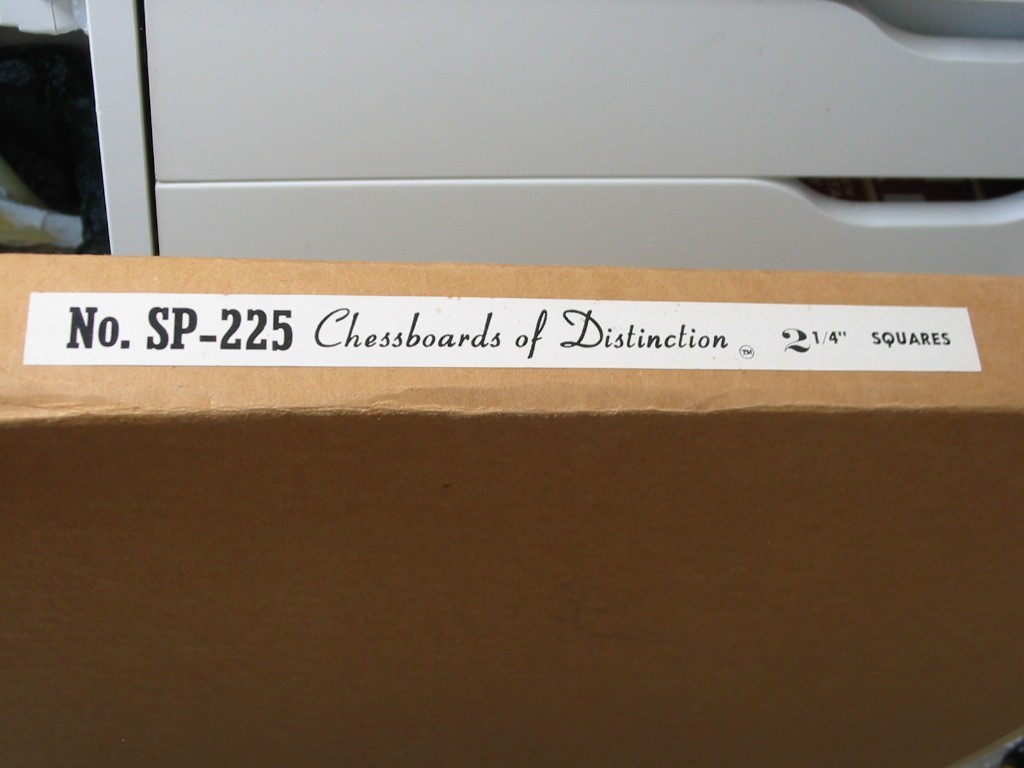 No. SP-225 Chessboards of Distinction TM 2 1/4" SQUARES